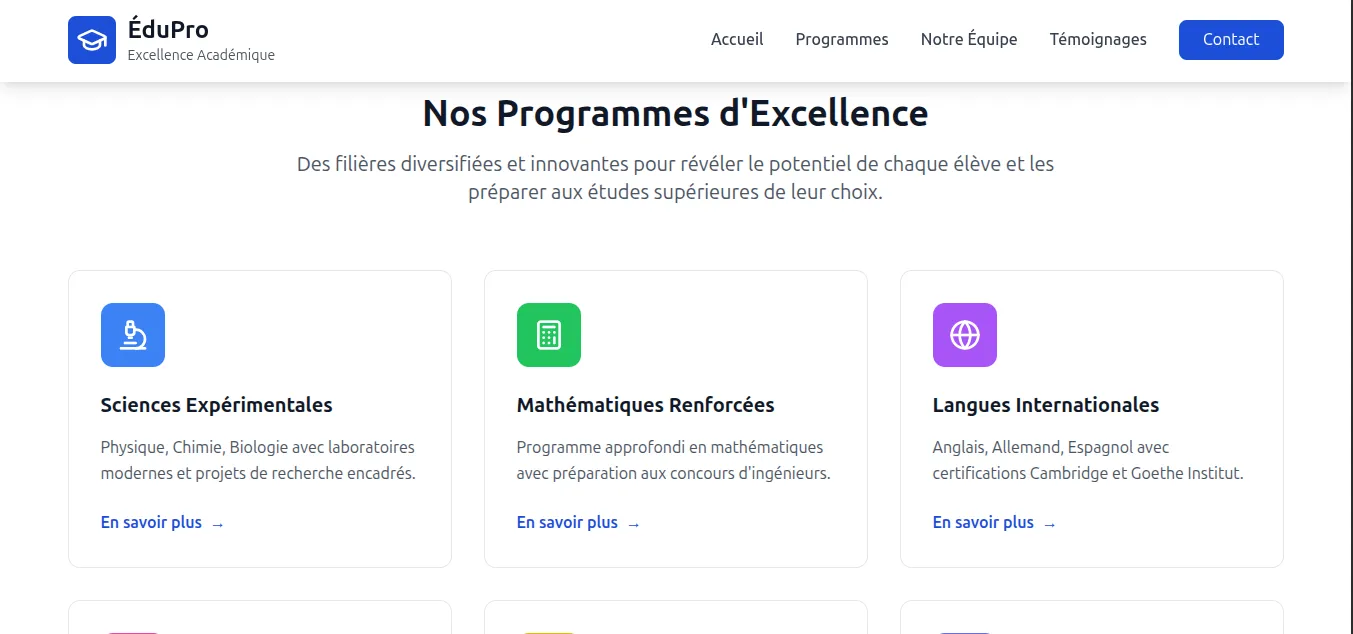 ÉduPro
Excellence Académique
Accueil
Programmes
Notre Équipe
Témoignages
Contact
Nos Programmes d'Excellence
Des filières diversifiées et innovantes pour révéler le potentiel de chaque élève et les
préparer aux études supérieures de leur choix.
Sciences Expérimentales
Physique, Chimie, Biologie avec laboratoires
modernes et projets de recherche encadrés.
En savoir plus →
Mathématiques Renforcées
Programme approfondi en mathématiques
avec préparation aux concours d'ingénieurs.
En savoir plus →
Langues Internationales
Anglais, Allemand, Espagnol avec
certifications Cambridge et Goethe Institut.
En savoir plus →